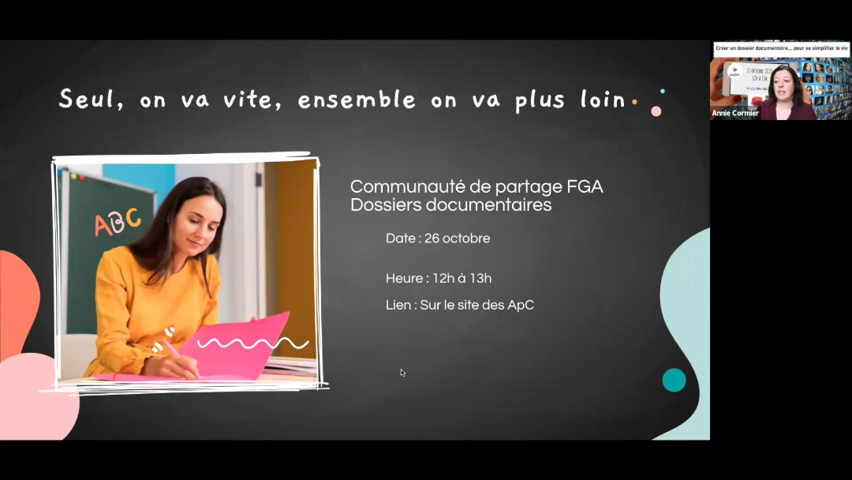 Seul, on va vite, ensemble on va plus loin
Communauté de partage FGA
Dossiers documentaires
Date : 26 octobre
Heure : 12h à 13h
Lien : Sur le site des ApC
ABC
Créer un dossier documentaire... pour se simplifier la vie
12h à 13h
Annie Cormier